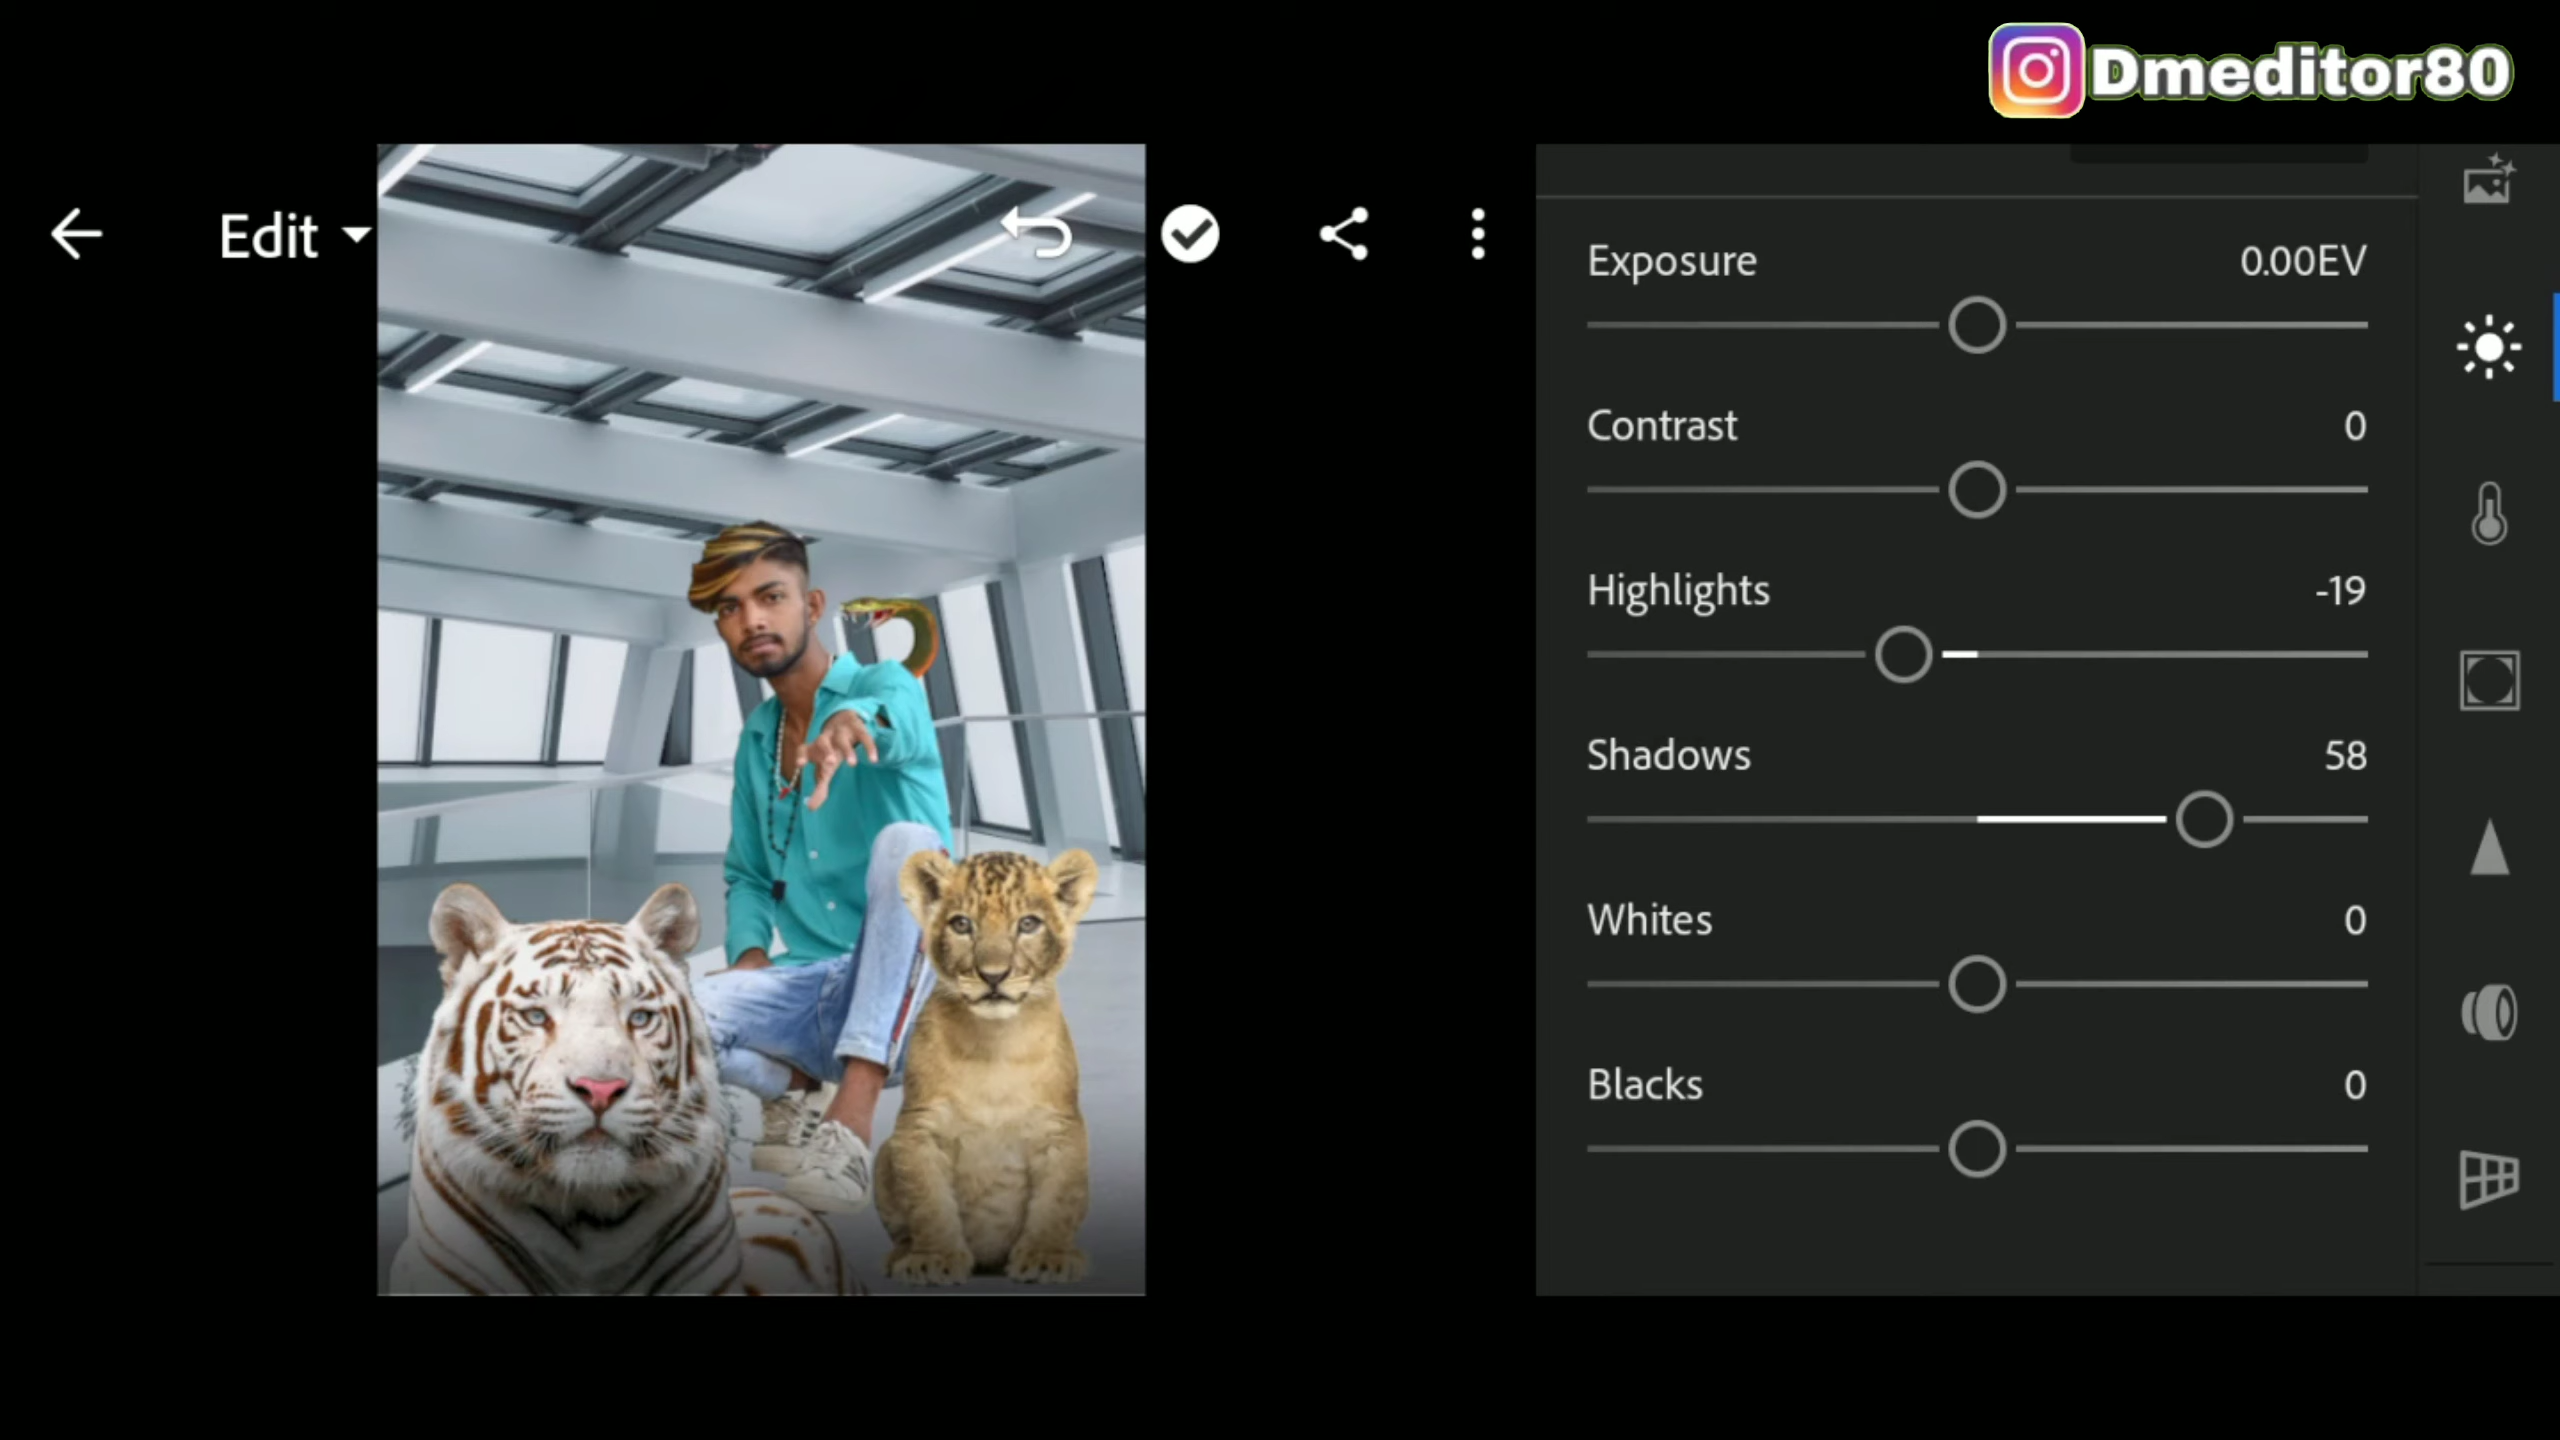 Dmeditor80
Edit
Exposure 0.00EV
Contrast 0
Highlights -19
Shadows 58
Whites 0
Blacks 0